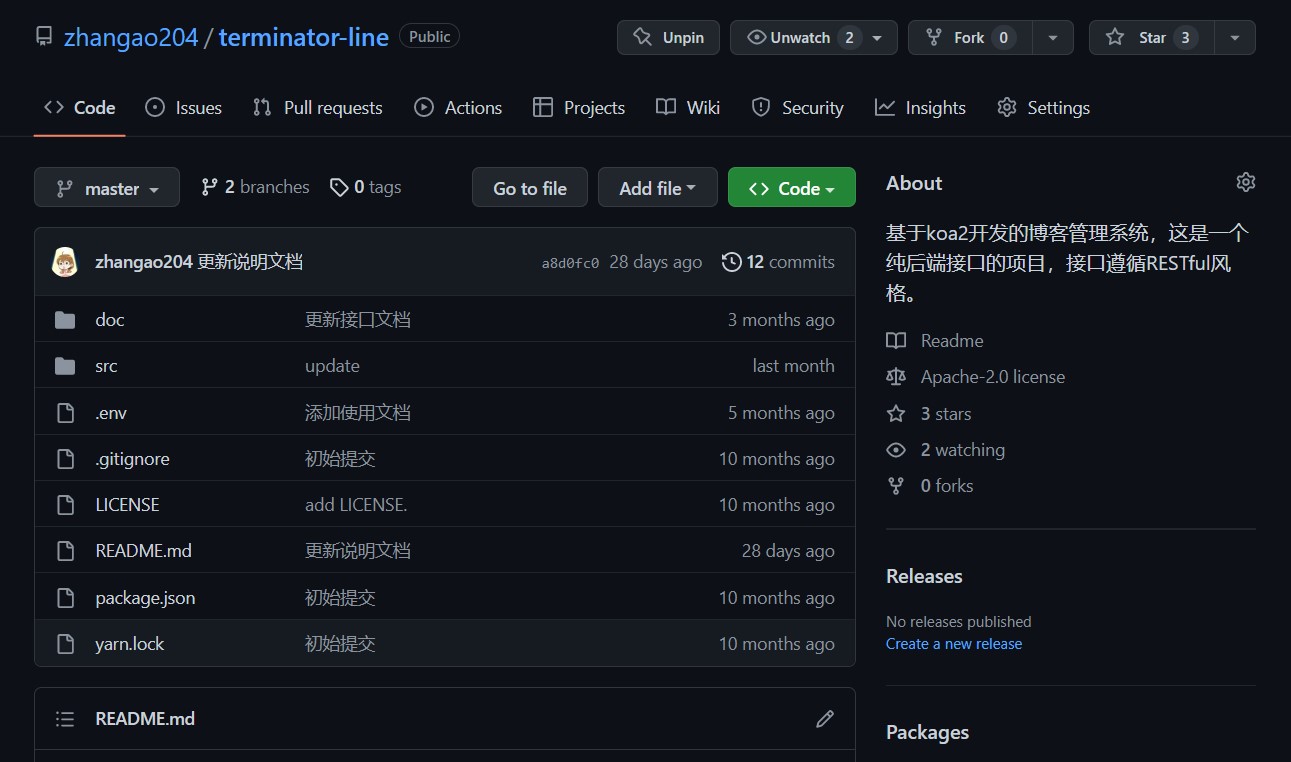 zhangao204 / terminator-line Public Unpin Unwatch 2 Fork 0 Star 3
Code Issues Pull requests Actions Projects Wiki Security Insights Settings
master 2 branches 0 tags Go to file Add file Code
zhangao204 更新说明文档 a8d0fc0 28 days ago 12 commits
doc 更新接口文档 3 months ago
src update last month
.env 添加使用文档 5 months ago
.gitignore 初始提交 10 months ago
LICENSE add LICENSE. 10 months ago
README.md 更新说明文档 28 days ago
package.json 初始提交 10 months ago
yarn.lock 初始提交 10 months ago
README.md
About
基于koa2开发的博客管理系统，这是一个
纯后端接口的项目，接口遵循RESTful风
格。
Readme
Apache-2.0 license
3 stars
2 watching
0 forks
Releases
No releases published
Create a new release
Packages